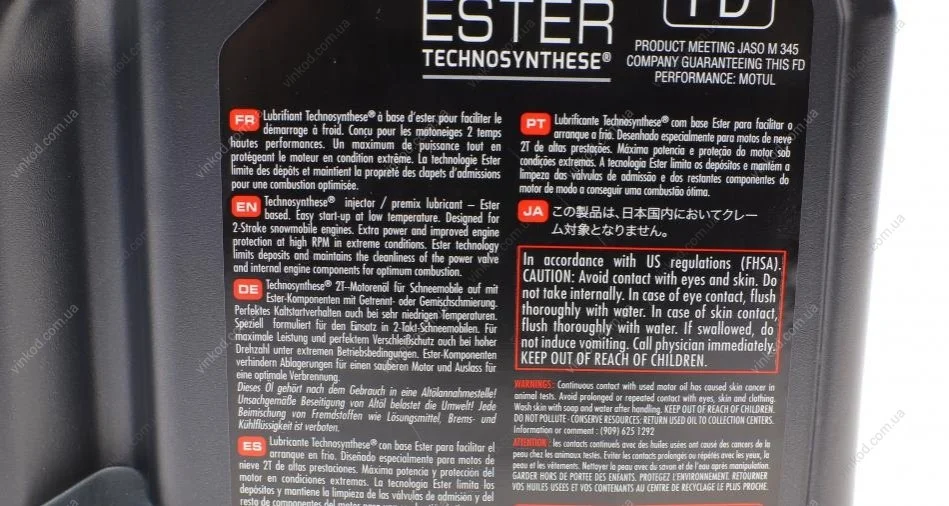 ESTER
TECHNOSYNTHESE®
FD
PRODUCT MEETING JASO M 345
COMPANY GUARANTEEING THIS FD
PERFORMANCE: MOTUL
FR Lubrifiant Technosynthese® à base d'ester pour faciliter le
démarrage à froid. Conçu pour les motoneiges 2 temps
hautes performances. Un maximum de puissance tout en
protégeant le moteur en condition extrême. La technologie Ester
limite des dépôts et maintient la propreté des clapets d'admissions
pour une combustion optimisée.
EN Technosynthese® injector / premix lubricant – Ester
based. Easy start-up at low temperature. Designed for
2-Stroke snowmobile engines. Extra power and improved engine
protection at high RPM in extreme conditions. Ester technology
limits deposits and maintains the cleanliness of the power valve
and internal engine components for optimum combustion.
DE Technosynthese® 2T–Motorenöl für Schneemobile auf mit
Ester-Komponenten mit Getrennt- oder Gemischschmierung.
Perfektes Kaltstartverhalten auch bei sehr niedrigen Temperaturen.
Speziell formuliert für den Einsatz in 2-Takt-Schneemobilen. Für
maximale Leistung und perfektem Verschleißschutz auch bei hoher
Drehzahl unter extremen Betriebsbedingungen. Ester-Komponenten
verhindern Ablagerungen für einen sauberen Motor und Auslass für
eine optimale Verbrennung.
Dieses Öl gehört nach dem Gebrauch in eine Altölannahmestelle!
Unsachgemäße Beseitigung von Altöl belastet die Umwelt! Jede
Beimischung von Fremdstoffen wie Lösungsmittel, Brems- und
Kühlflüssigkeit ist verboten.
ES Lubricante Technosynthese® con base Ester para facilitar el
arranque en frio. Diseñado especialmente para motos de
nieve 2T de altas prestaciones. Máxima potencia y protección del
motor en condiciones extremas. La tecnologia Ester limita los
depósitos y mantiene la limpieza de las válvulas de admisión y del
resto de componentes del motor para
PT Lubrificante Technosynthese® com base Ester para facilitar o
arranque a frio. Desenhado especialmente para motos de neve
2T de altas prestações. Máxima potencia e proteção do motor sob
condições extremas. A tecnologia Ester limita os depósitos e mantém a
limpeza das válvulas de admissão e dos restantes componentes do
motor de modo a conseguir uma combustão ótima.
JA この製品は、日本国内においてクレー
ム対象となりません。
In accordance with US regulations (FHSA).
CAUTION: Avoid contact with eyes and skin. Do
not take internally. In case of eye contact, flush
thoroughly with water. In case of skin contact,
flush thoroughly with water. If swallowed, do
not induce vomiting. Call physician immediately.
KEEP OUT OF REACH OF CHILDREN.
WARNINGS: Continuous contact with used motor oil has caused skin cancer in
animal tests. Avoid prolonged or repeated contact with eyes, skin and clothing.
Wash skin with soap and water after handling. KEEP OUT OF REACH OF CHILDREN.
DO NOT POLLUTE - CONSERVE RESOURCES: RETURN USED OIL TO COLLECTION CENTERS.
Information or comment : (909) 625 1292
ATTENTION : les contacts continuels avec des huiles usées ont causé des cancers de la
peau chez les animaux testés. Eviter les contacts prolongés ou répétés avec les yeux, la
peau et les vêtements. Nettoyer la peau avec du savon et de l'eau après manipulation.
GARDER HORS DE PORTEE DES ENFANTS. PROTEGEZ l'ENVIRONNEMENT. RETOURNER
VOS HUILES USEES ET VOS CONTENANTS AU CENTRE DE RECYCLAGE LE PLUS PROCHE.
vinkod.com.ua